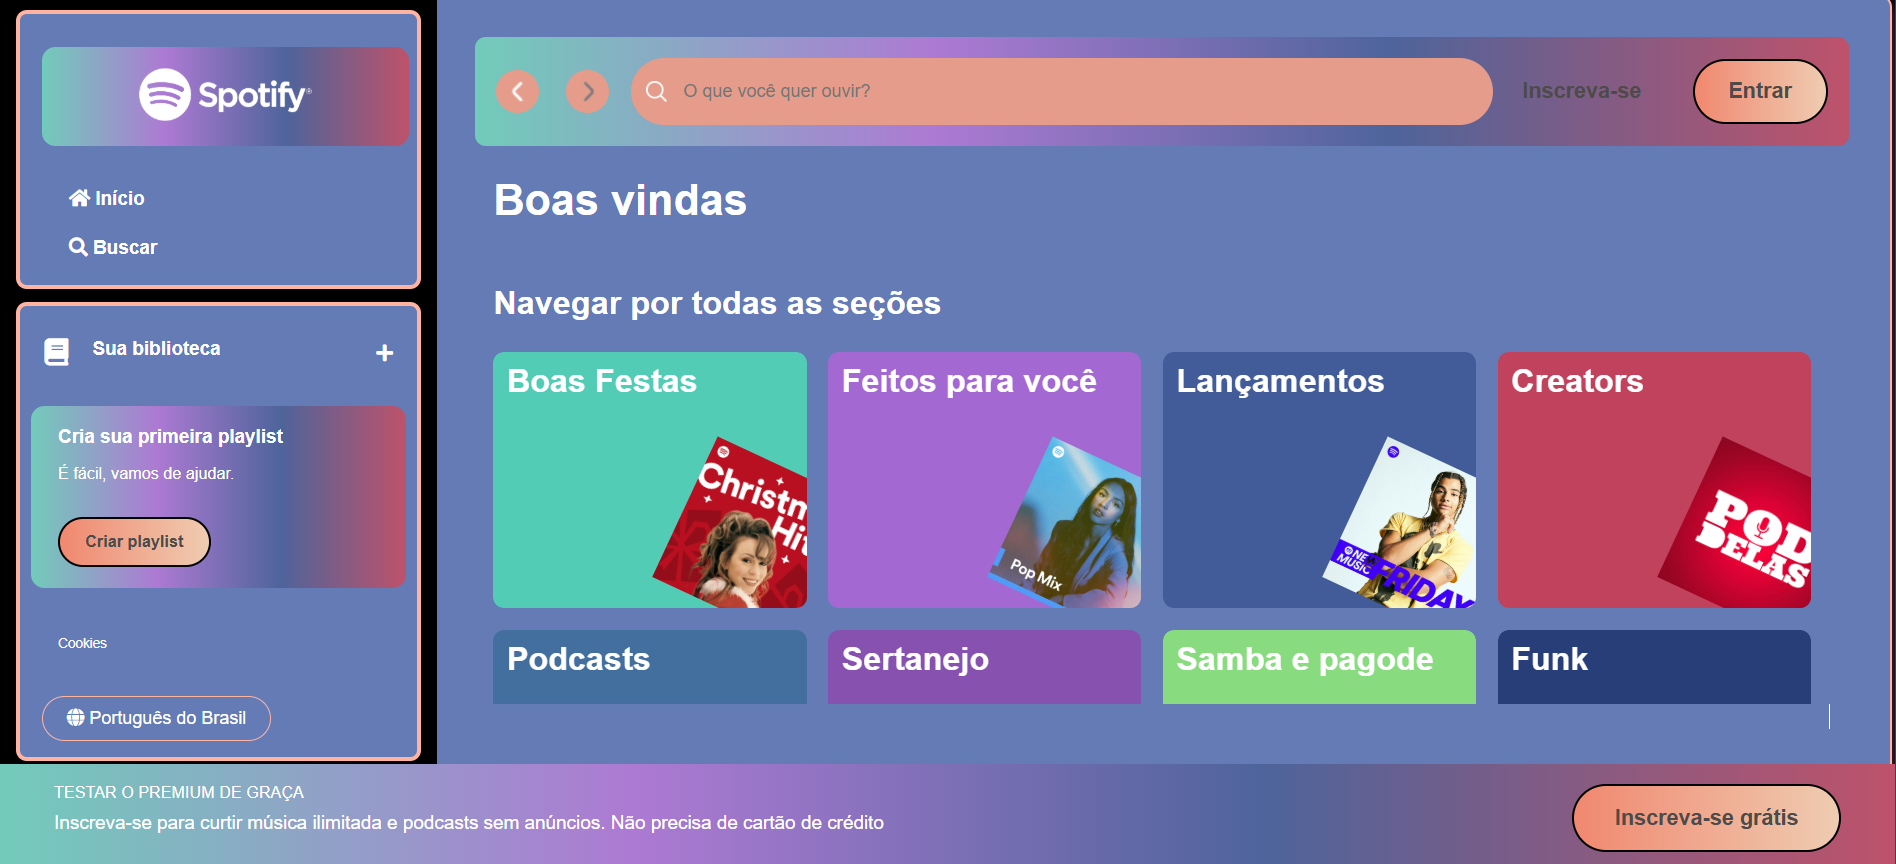 Spotify®
Início
Buscar
Sua biblioteca
Cria sua primeira playlist
É fácil, vamos de ajudar.
Criar playlist
Cookies
Português do Brasil
O que você quer ouvir?
Inscreva-se
Entrar
Boas vindas
Navegar por todas as seções
Boas Festas
Feitos para você
Lançamentos
Creators
Pop Mix
MUSIC
FRIDAY
POD
DELAS
Podcasts
Sertanejo
Samba e pagode
Funk
TESTAR O PREMIUM DE GRAÇA
Inscreva-se para curtir música ilimitada e podcasts sem anúncios. Não precisa de cartão de crédito
Inscreva-se grátis